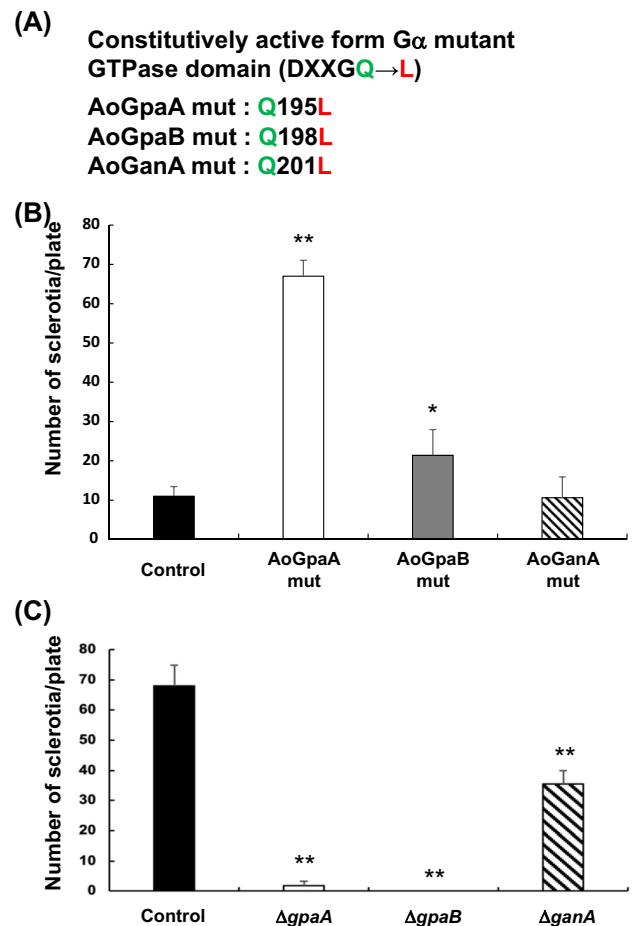 (A)
Constitutively active form Gα mutant
GTPase domain (DXXGQ→L)
AoGpaA mut : Q195L
AoGpaB mut : Q198L
AoGanA mut : Q201L
(B)
Number of sclerotia/plate
80
70
60
50
40
30
20
10
0
**
*
Control
AoGpaA
mut
AoGpaB
mut
AoGanA
mut
(C)
Number of sclerotia/plate
80
70
60
50
40
30
20
10
0
**
**
**
Control
ΔgpaA
ΔgpaB
ΔganA